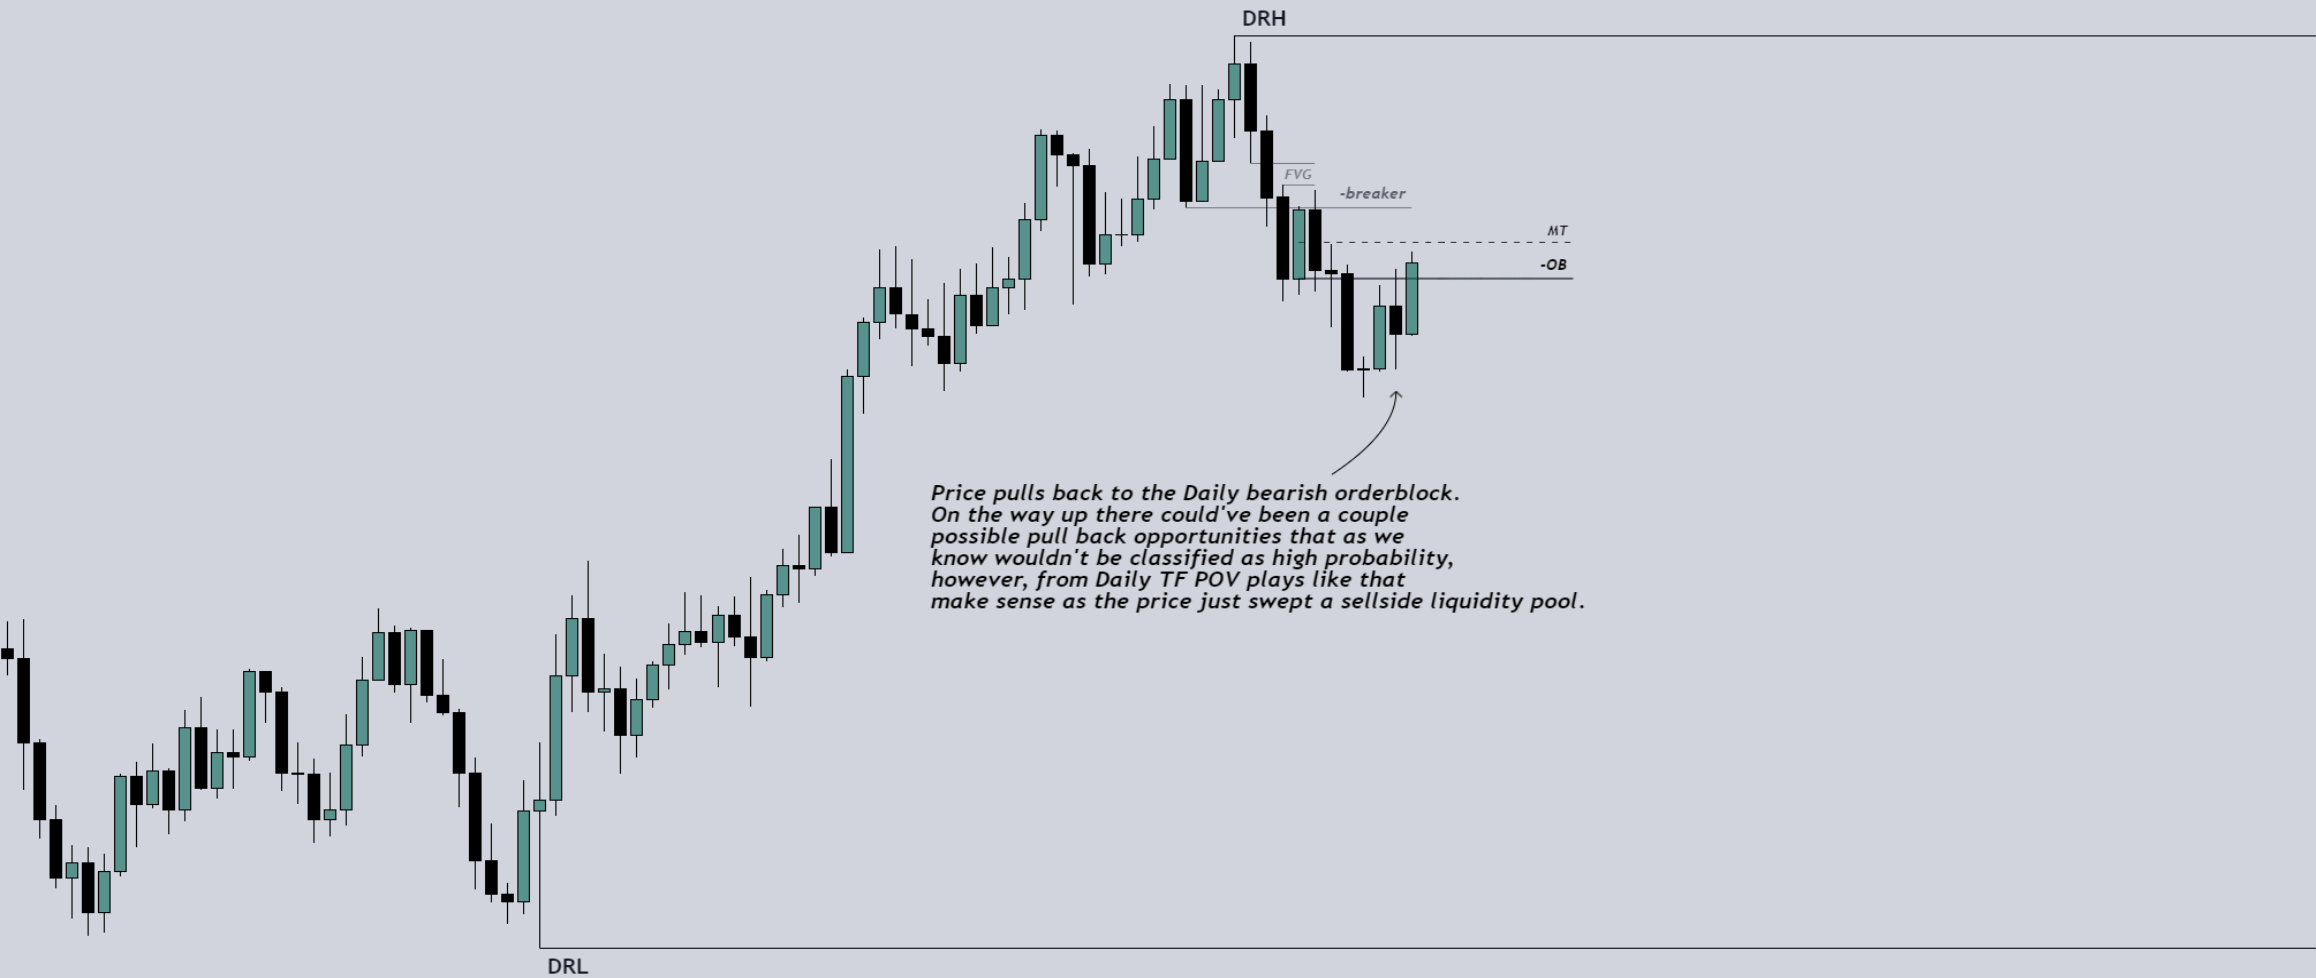 DRH
FVG
-breaker
MT
-OB
Price pulls back to the Daily bearish orderblock.
On the way up there could've been a couple
possible pull back opportunities that as we
know wouldn't be classified as high probability,
however, from Daily TF POV plays like that
make sense as the price just swept a sellside liquidity pool.
DRL